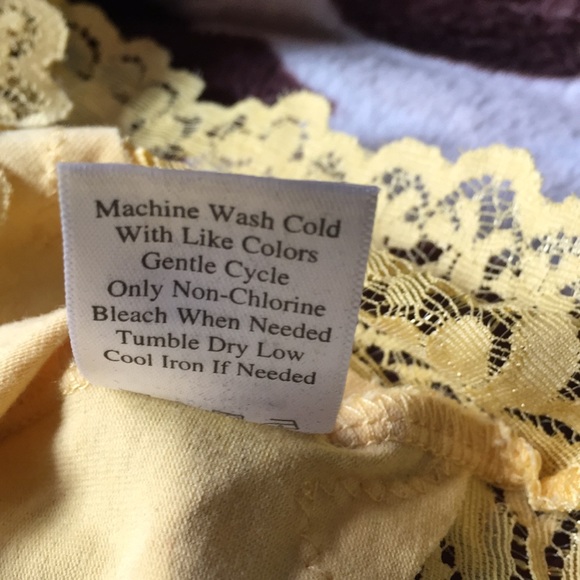 Machine Wash Cold
With Like Colors
Gentle Cycle
Only Non-Chlorine
Bleach When Needed
Tumble Dry Low
Cool Iron If Needed